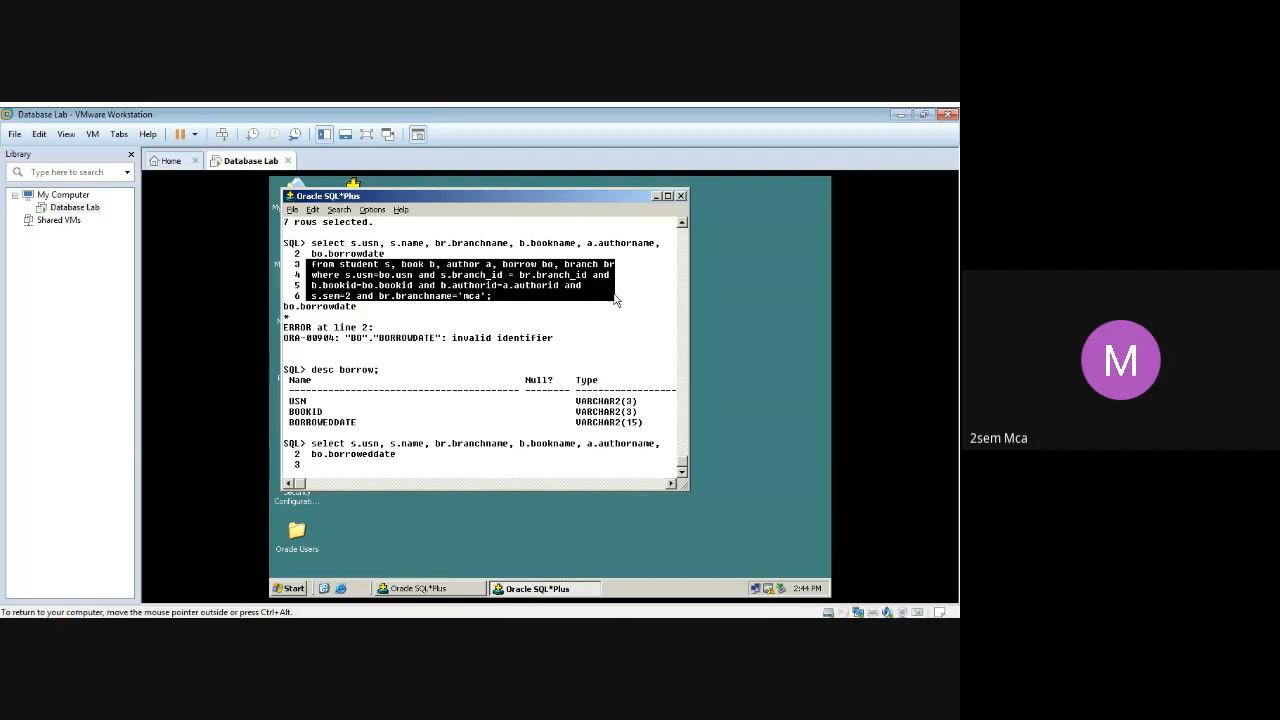 Database Lab - VMware Workstation
File Edit View VM Tabs Help
Library
Type here to search
My Computer
Database Lab
Shared VMs
Home
Database Lab
Oracle SQL*Plus
File Edit Search Options Help
7 rows selected.
SQL> select s.usn, s.name, br.branchname, b.bookname, a.authorname,
2 bo.borrowdate
3 from student s, book b, author a, borrow bo, branch br
4 where s.usn=bo.usn and s.branch_id = br.branch_id and
5 b.bookid=bo.bookid and b.authorid=a.authorid and
6 s.sem=2 and br.branchname='mca';
bo.borrowdate
*
ERROR at line 2:
ORA-00904: "BO"."BORROWDATE": invalid identifier
SQL> desc borrow;
Name Null? Type
USN VARCHAR2(3)
BOOKID VARCHAR2(3)
BORROWEDDATE VARCHAR2(15)
SQL> select s.usn, s.name, br.branchname, b.bookname, a.authorname,
2 bo.borroweddate
3
Configurati...
Oracle Users
Start
Oracle SQL*Plus
Oracle SQL*Plus
2:44 PM
To return to your computer, move the mouse pointer outside or press Ctrl+Alt.
M
2sem Mca